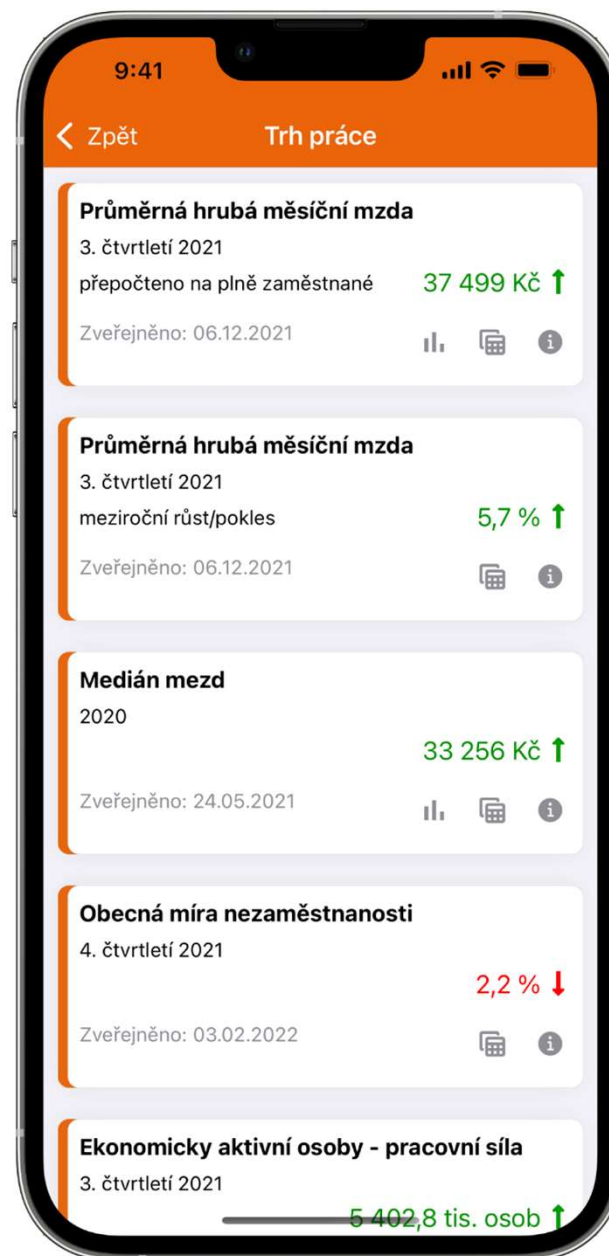 9:41
Zpět
Trh práce
Průměrná hrubá měsíční mzda
3. čtvrtletí 2021
přepočteno na plně zaměstnané 37 499 Kč
Zveřejněno: 06.12.2021
Průměrná hrubá měsíční mzda
3. čtvrtletí 2021
meziroční růst/pokles 5,7 %
Zveřejněno: 06.12.2021
Medián mezd
2020
33 256 Kč
Zveřejněno: 24.05.2021
Obecná míra nezaměstnanosti
4. čtvrtletí 2021
2,2 %
Zveřejněno: 03.02.2022
Ekonomicky aktivní osoby - pracovní síla
3. čtvrtletí 2021
5 402,8 tis. osob